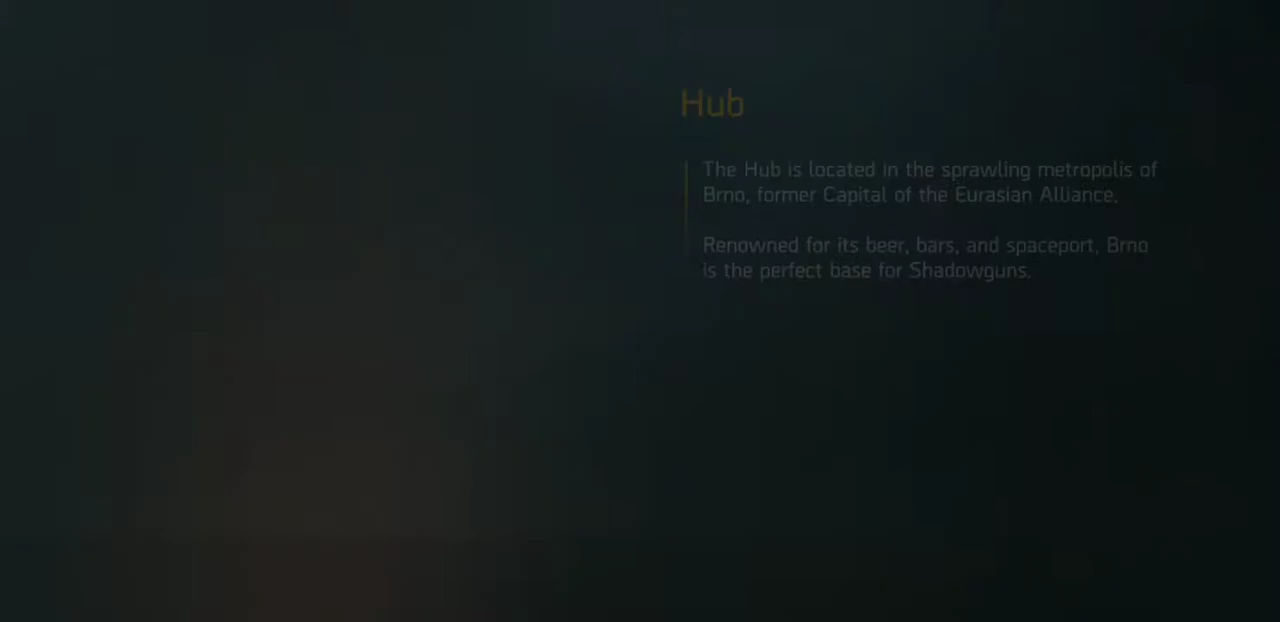 Hub
The Hub is located in the sprawling metropolis of
Brno, former Capital of the Eurasian Alliance.
Renowned for its beer, bars, and spaceport, Brno
is the perfect base for Shadowguns.